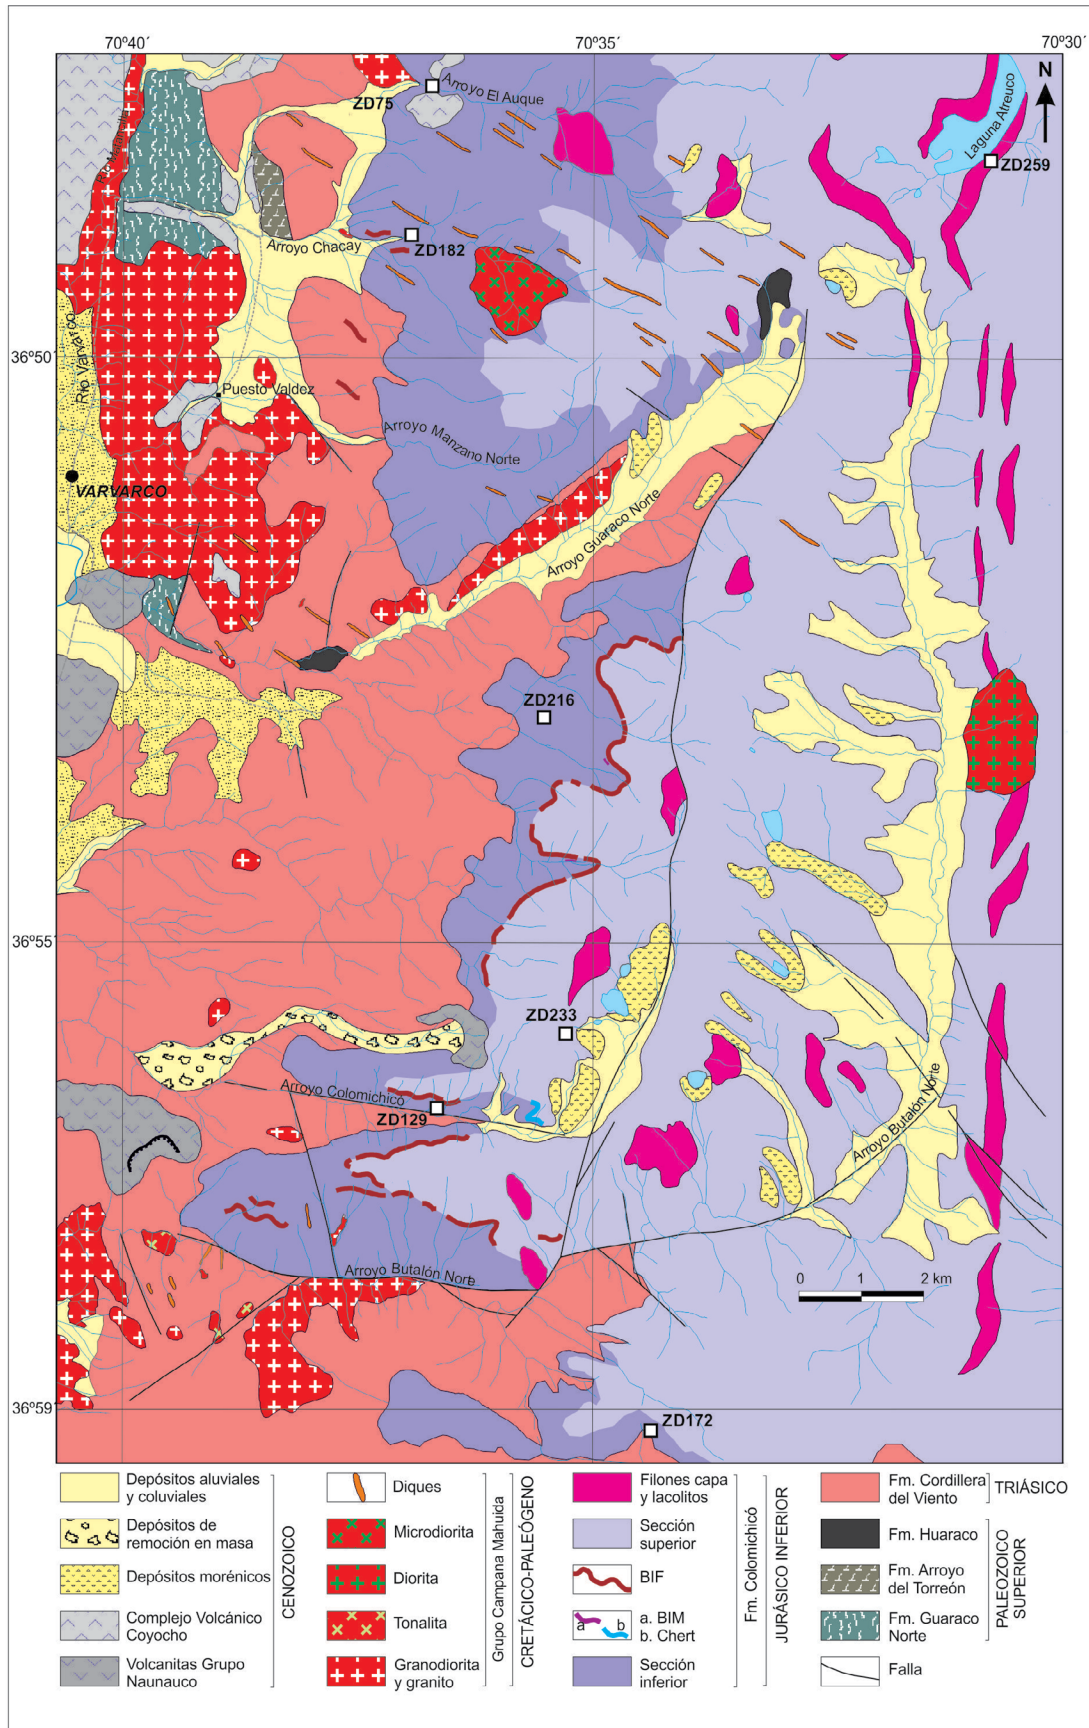 70°40´
70°35´
70°30´
N
Arroyo El Auque
ZD75
Laguna Atreuco
ZD259
Arroyo Chacay
ZD182
36°50´
Río Varvarco
Puesto Valdez
Arroyo Manzano Norte
VARVARCO
Arroyo Guaraco Norte
ZD216
36°55´
ZD233
Arroyo Colomichicó
ZD129
Arroyo Butalón Norte
Arroyo Butalón Norte
0 1 2 km
36°59´
ZD172
Depósitos aluviales
y coluviales
Depósitos de
remoción en masa
Depósitos morénicos
Complejo Volcánico
Coyocho
Volcanitas Grupo
Naunauco
CENOZOICO
Diques
Microdiorita
Diorita
Tonalita
Granodiorita
y granito
Grupo Campana Mahuida
CRETÁCICO-PALEÓGENO
Filones capa
y lacolitos
Sección
superior
BIF
a b
a. BIM
b. Chert
Sección
inferior
Fm. Colomichicó
JURÁSICO INFERIOR
Fm. Cordillera
del Viento
TRIÁSICO
Fm. Huaraco
Fm. Arroyo
del Torreón
Fm. Guaraco
Norte
PALEOZOICO
SUPERIOR
Falla